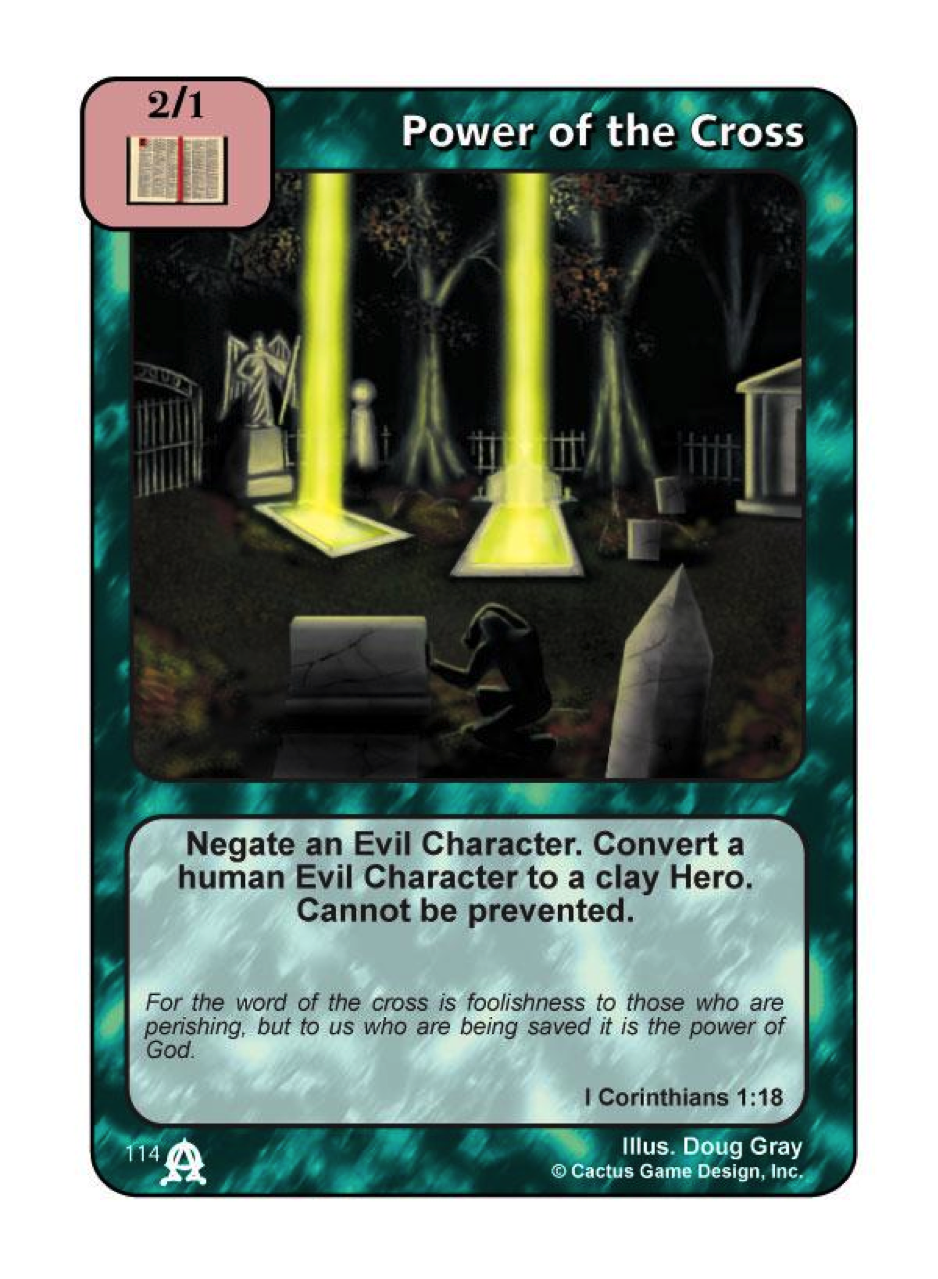 2/1
Power of the Cross
Negate an Evil Character. Convert a
human Evil Character to a clay Hero.
Cannot be prevented.
For the word of the cross is foolishness to those who are
perishing, but to us who are being saved it is the power of
God.
I Corinthians 1:18
114
Illus. Doug Gray
© Cactus Game Design, Inc.